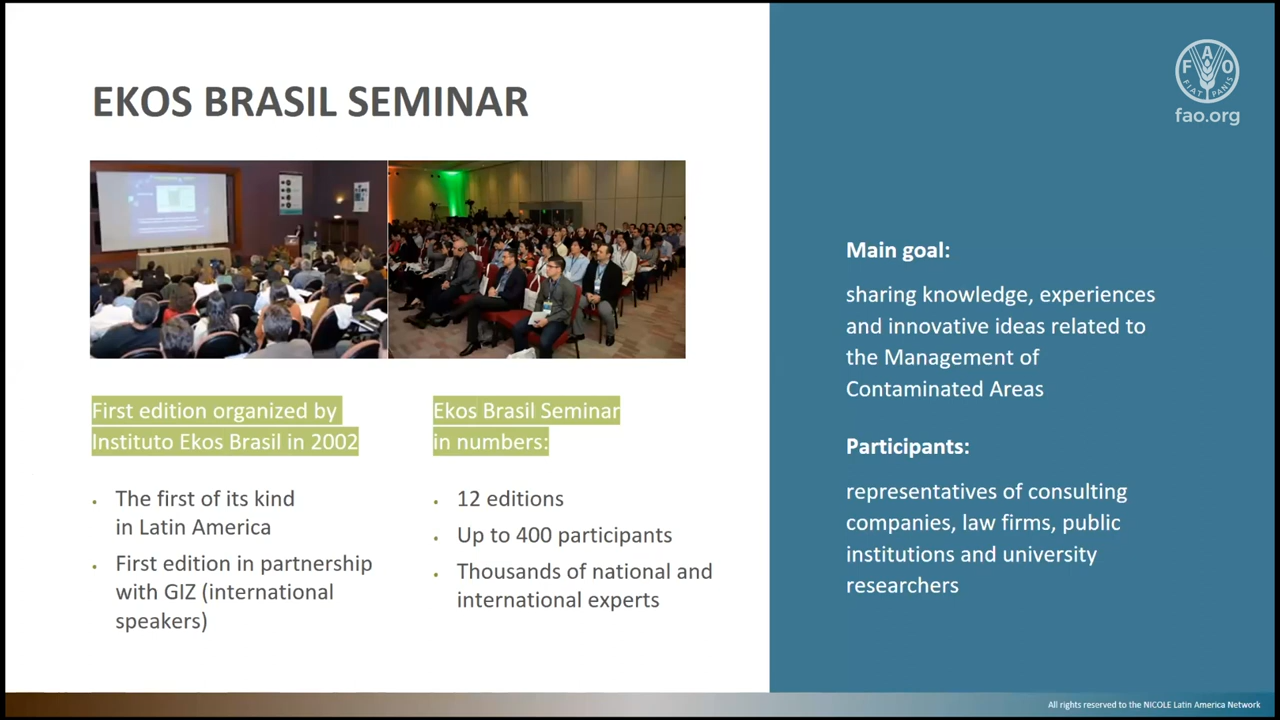 EKOS BRASIL SEMINAR
First edition organized by
Instituto Ekos Brasil in 2002
• The first of its kind
in Latin America
• First edition in partnership
with GIZ (international
speakers)
Ekos Brasil Seminar
in numbers:
• 12 editions
• Up to 400 participants
• Thousands of national and
international experts
F A O
FIAT PANIS
fao.org
Main goal:
sharing knowledge, experiences
and innovative ideas related to
the Management of
Contaminated Areas
Participants:
representatives of consulting
companies, law firms, public
institutions and university
researchers
All rights reserved to the NICOLE Latin America Network